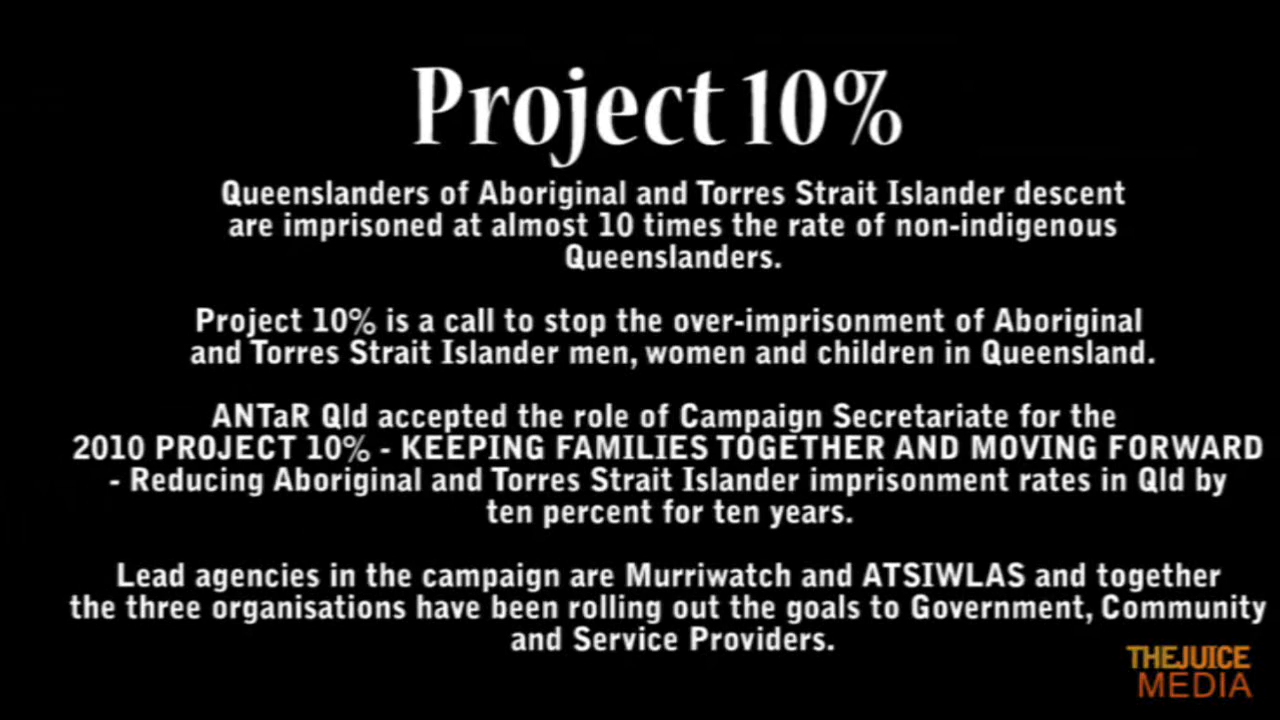 Project 10%
Queenslanders of Aboriginal and Torres Strait Islander descent
are imprisoned at almost 10 times the rate of non-indigenous
Queenslanders.
Project 10% is a call to stop the over-imprisonment of Aboriginal
and Torres Strait Islander men, women and children in Queensland.
ANTaR Qld accepted the role of Campaign Secretariate for the
2010 PROJECT 10% - KEEPING FAMILIES TOGETHER AND MOVING FORWARD
- Reducing Aboriginal and Torres Strait Islander imprisonment rates in Qld by
ten percent for ten years.
Lead agencies in the campaign are Murriwatch and ATSIWLAS and together
the three organisations have been rolling out the goals to Government, Community
and Service Providers.
THEJUICE
MEDIA